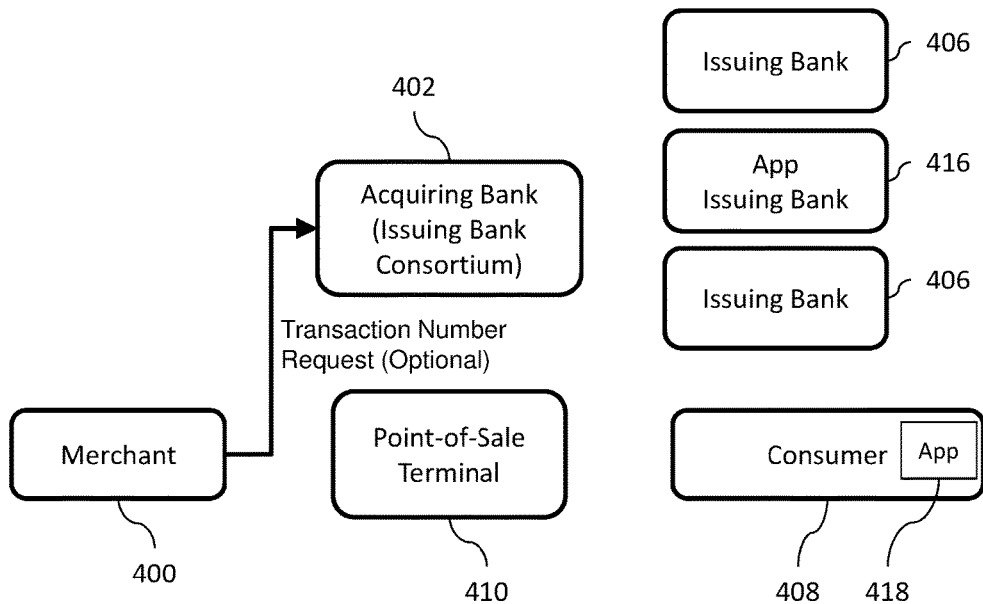 Issuing Bank
406
402
App
Issuing Bank
416
Acquiring Bank
(Issuing Bank
Consortium)
Issuing Bank
406
Transaction Number
Request (Optional)
Merchant
Point-of-Sale
Terminal
Consumer
App
400
410
408
418